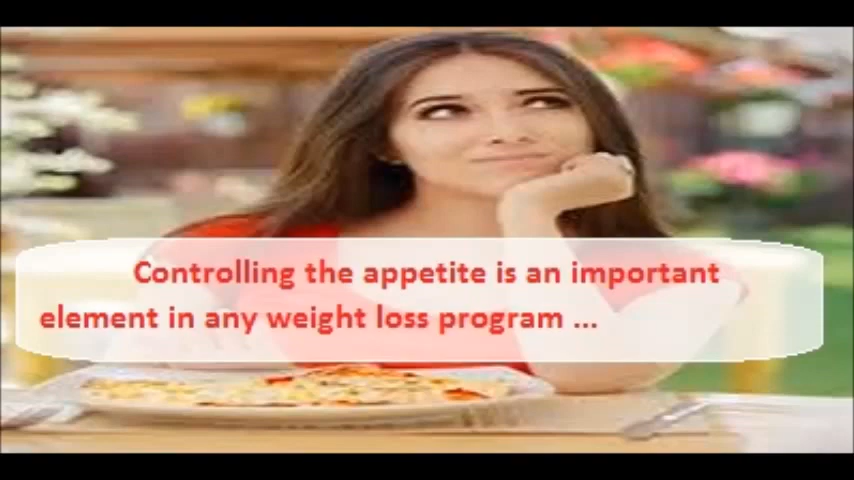 Controlling the appetite is an important
element in any weight loss program ...